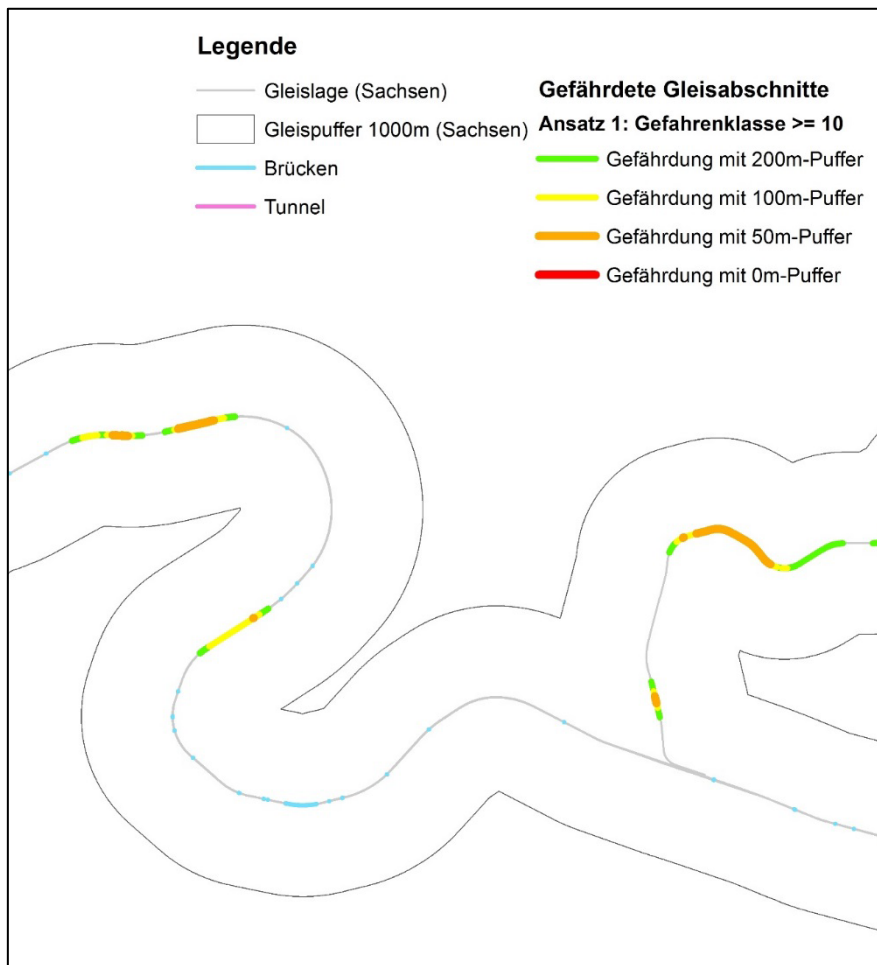 Legende
Gleislage (Sachsen)
Gleispuffer 1000m (Sachsen)
Brücken
Tunnel
Gefährdete Gleisabschnitte
Ansatz 1: Gefahrenklasse >= 10
Gefährdung mit 200m-Puffer
Gefährdung mit 100m-Puffer
Gefährdung mit 50m-Puffer
Gefährdung mit 0m-Puffer